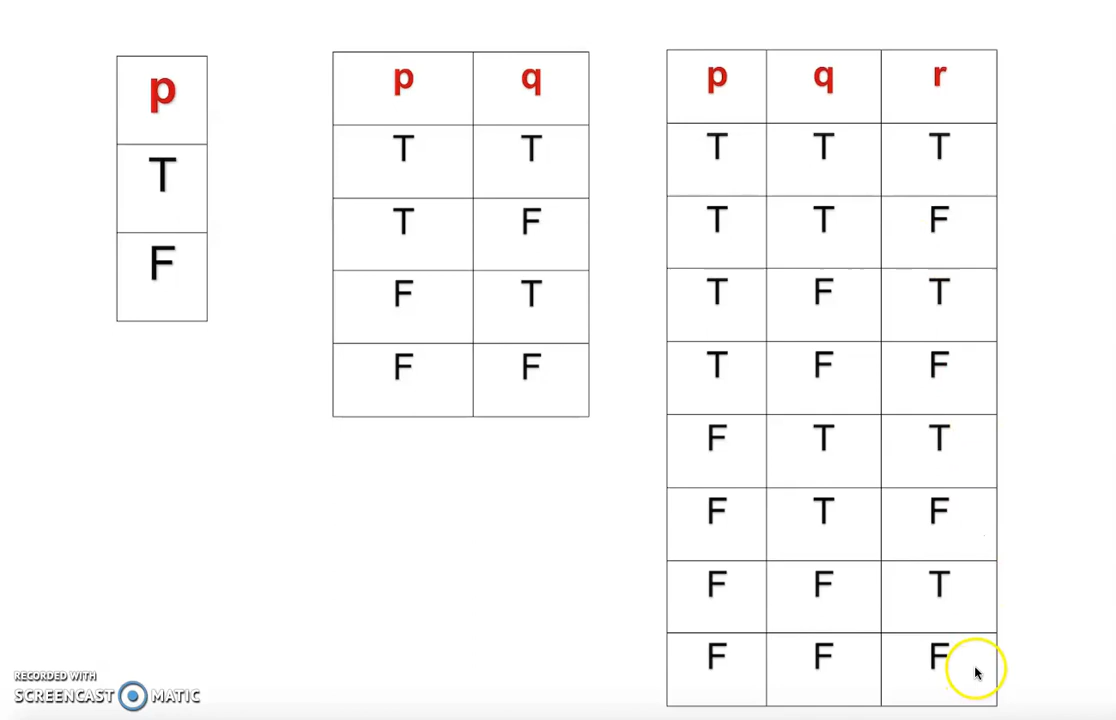 p
T
F
p q
T T
T F
F T
F F
p q r
T T T
T T F
T F T
T F F
F T T
F T F
F F T
F F F
RECORDED WITH
SCREENCAST MATIC